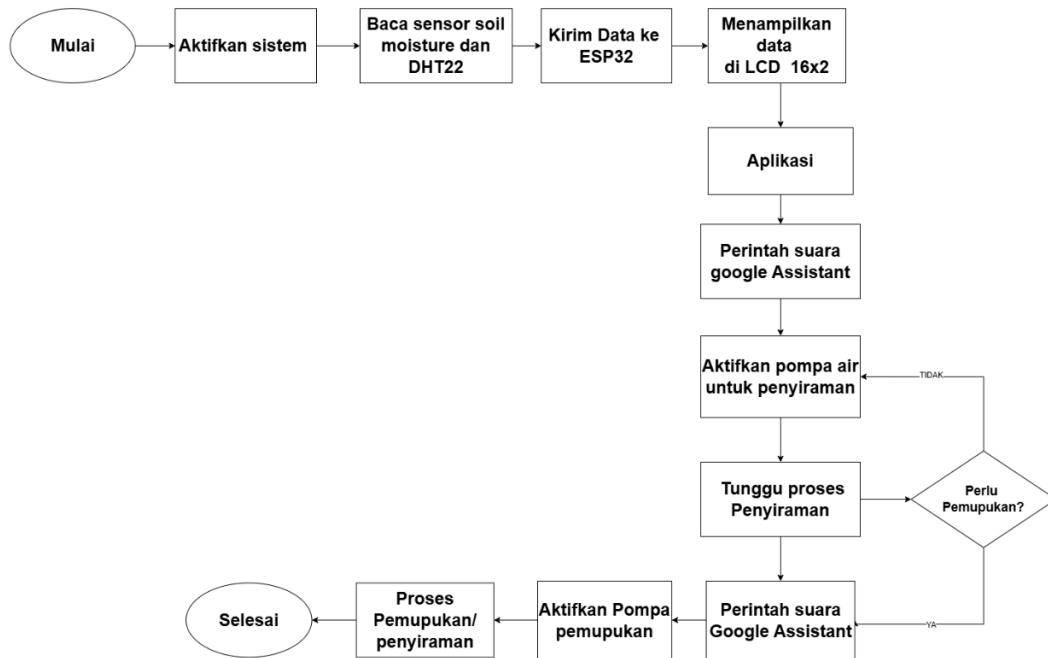 Mulai
Aktifkan sistem
Baca sensor soil
moisture dan
DHT22
Kirim Data ke
ESP32
Menampilkan
data
di LCD 16x2
Aplikasi
Perintah suara
google Assistant
Aktifkan pompa air
untuk penyiraman
TIDAK
Tunggu proses
Penyiraman
Perlu
Pemupukan?
YA
Perintah suara
Google Assistant
Aktifkan Pompa
pemupukan
Proses
Pemupukan/
penyiraman
Selesai